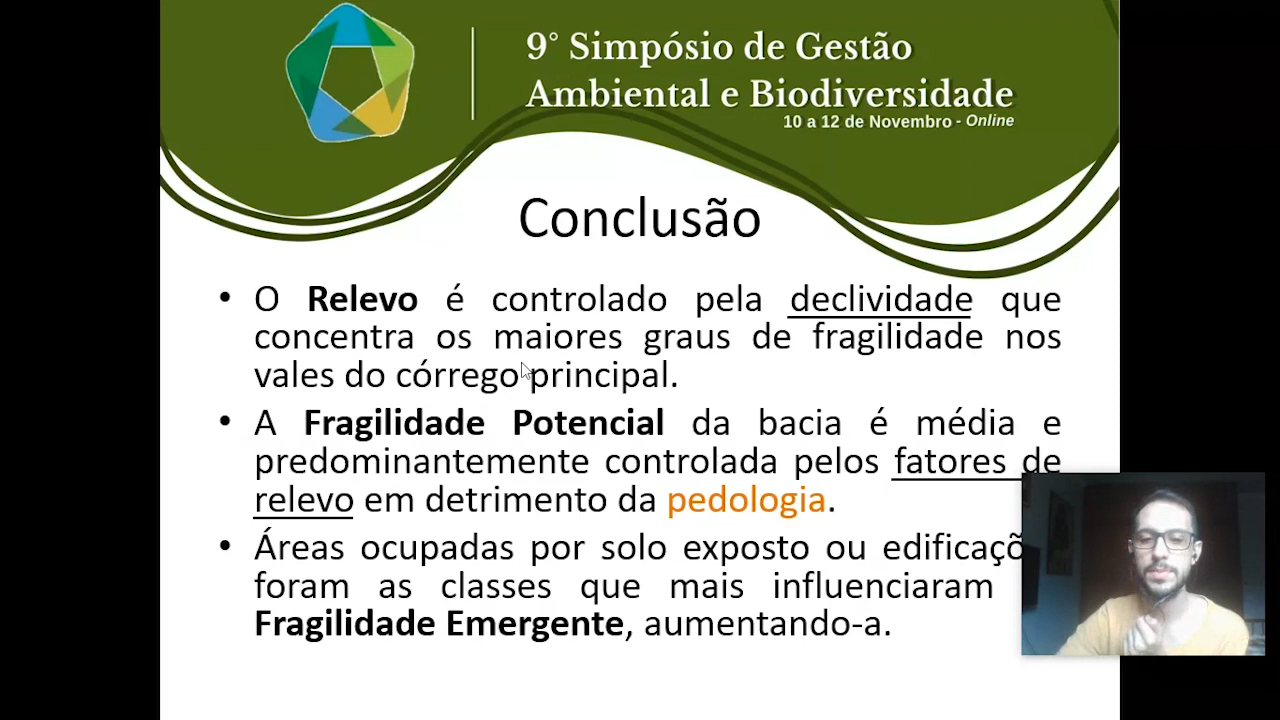 9° Simpósio de Gestão
Ambiental e Biodiversidade
10 a 12 de Novembro - Online
Conclusão
• O Relevo é controlado pela declividade que
concentra os maiores graus de fragilidade nos
vales do córrego principal.
• A Fragilidade Potencial da bacia é média e
predominantemente controlada pelos fatores de
relevo em detrimento da pedologia.
• Áreas ocupadas por solo exposto ou
foram as classes que mais influenciaram
Fragilidade Emergente, aumentando-a.